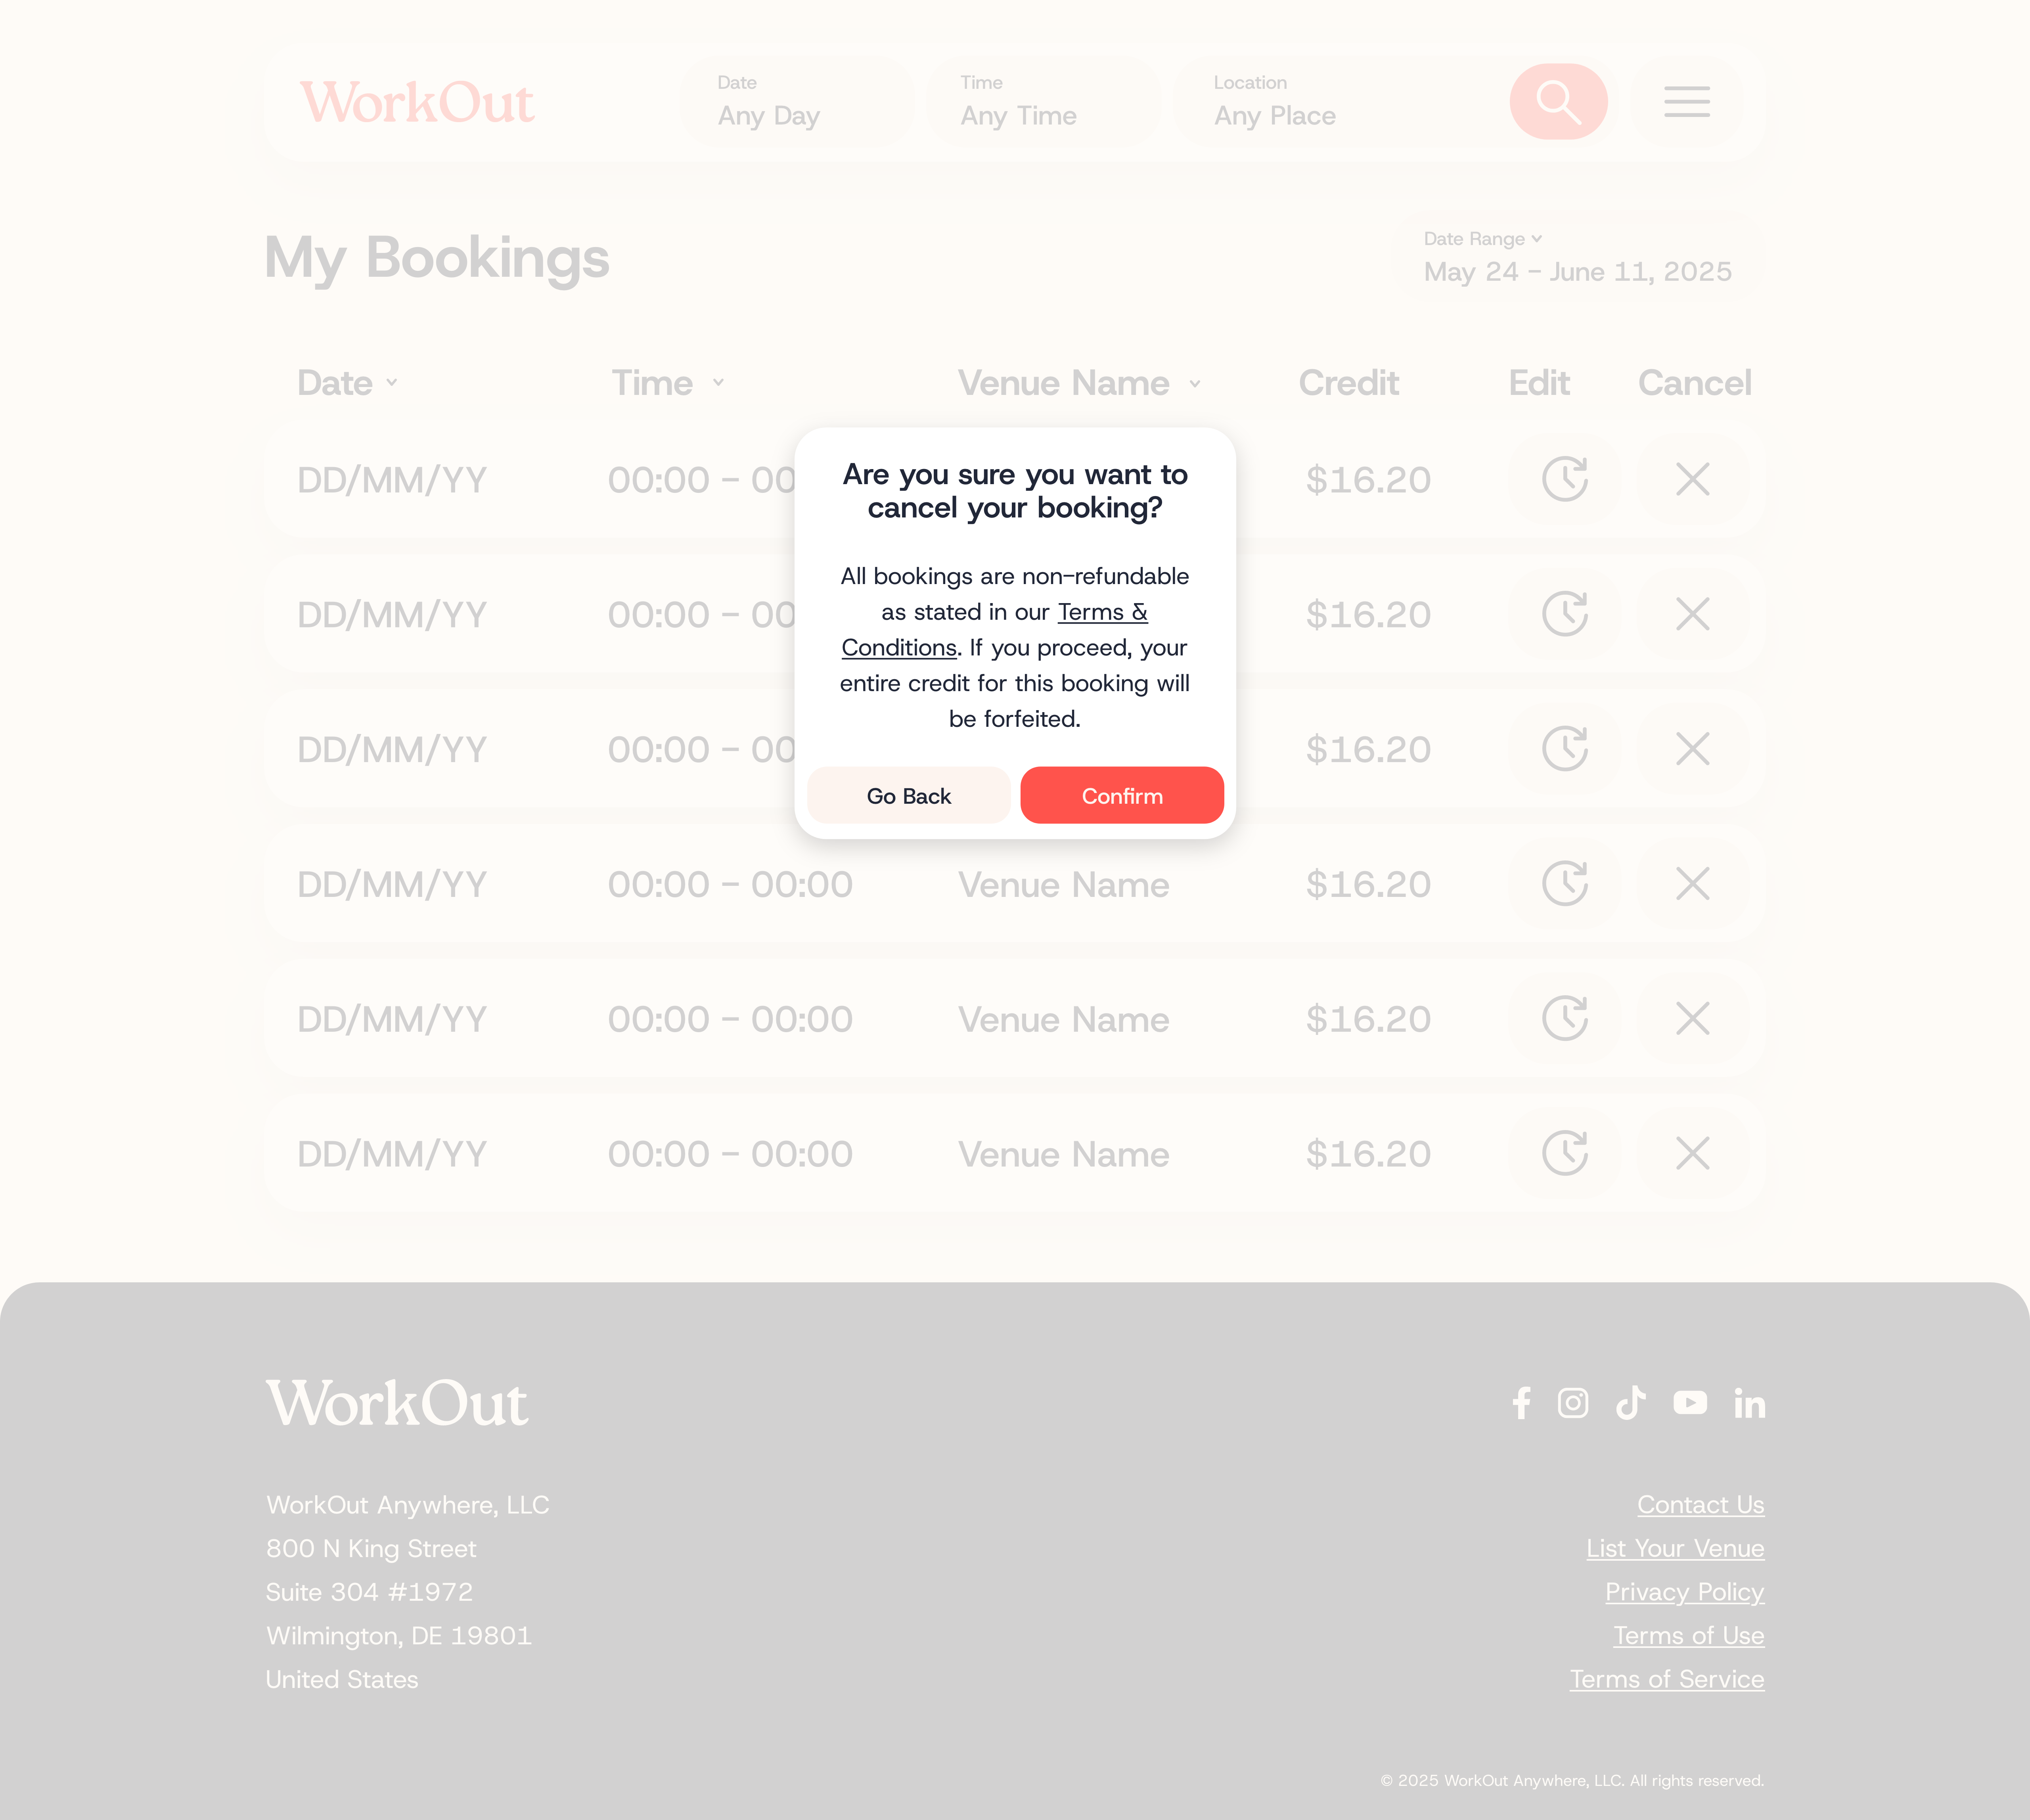 WorkOut
Date
Any Day
Time
Any Time
Location
Any Place
My Bookings
Date Range
May 24 - June 11, 2025
Date
Time
Venue Name
Credit
Edit
Cancel
DD/MM/YY
00:00 - 00
$16.20
DD/MM/YY
00:00 - 00
$16.20
DD/MM/YY
00:00 - 00
$16.20
Are you sure you want to
cancel your booking?
All bookings are non-refundable
as stated in our Terms &
Conditions. If you proceed, your
entire credit for this booking will
be forfeited.
Go Back
Confirm
DD/MM/YY
00:00 - 00:00
Venue Name
$16.20
DD/MM/YY
00:00 - 00:00
Venue Name
$16.20
DD/MM/YY
00:00 - 00:00
Venue Name
$16.20
WorkOut
WorkOut Anywhere, LLC
800 N King Street
Suite 304 #1972
Wilmington, DE 19801
United States
Contact Us
List Your Venue
Privacy Policy
Terms of Use
Terms of Service
© 2025 WorkOut Anywhere, LLC. All rights reserved.